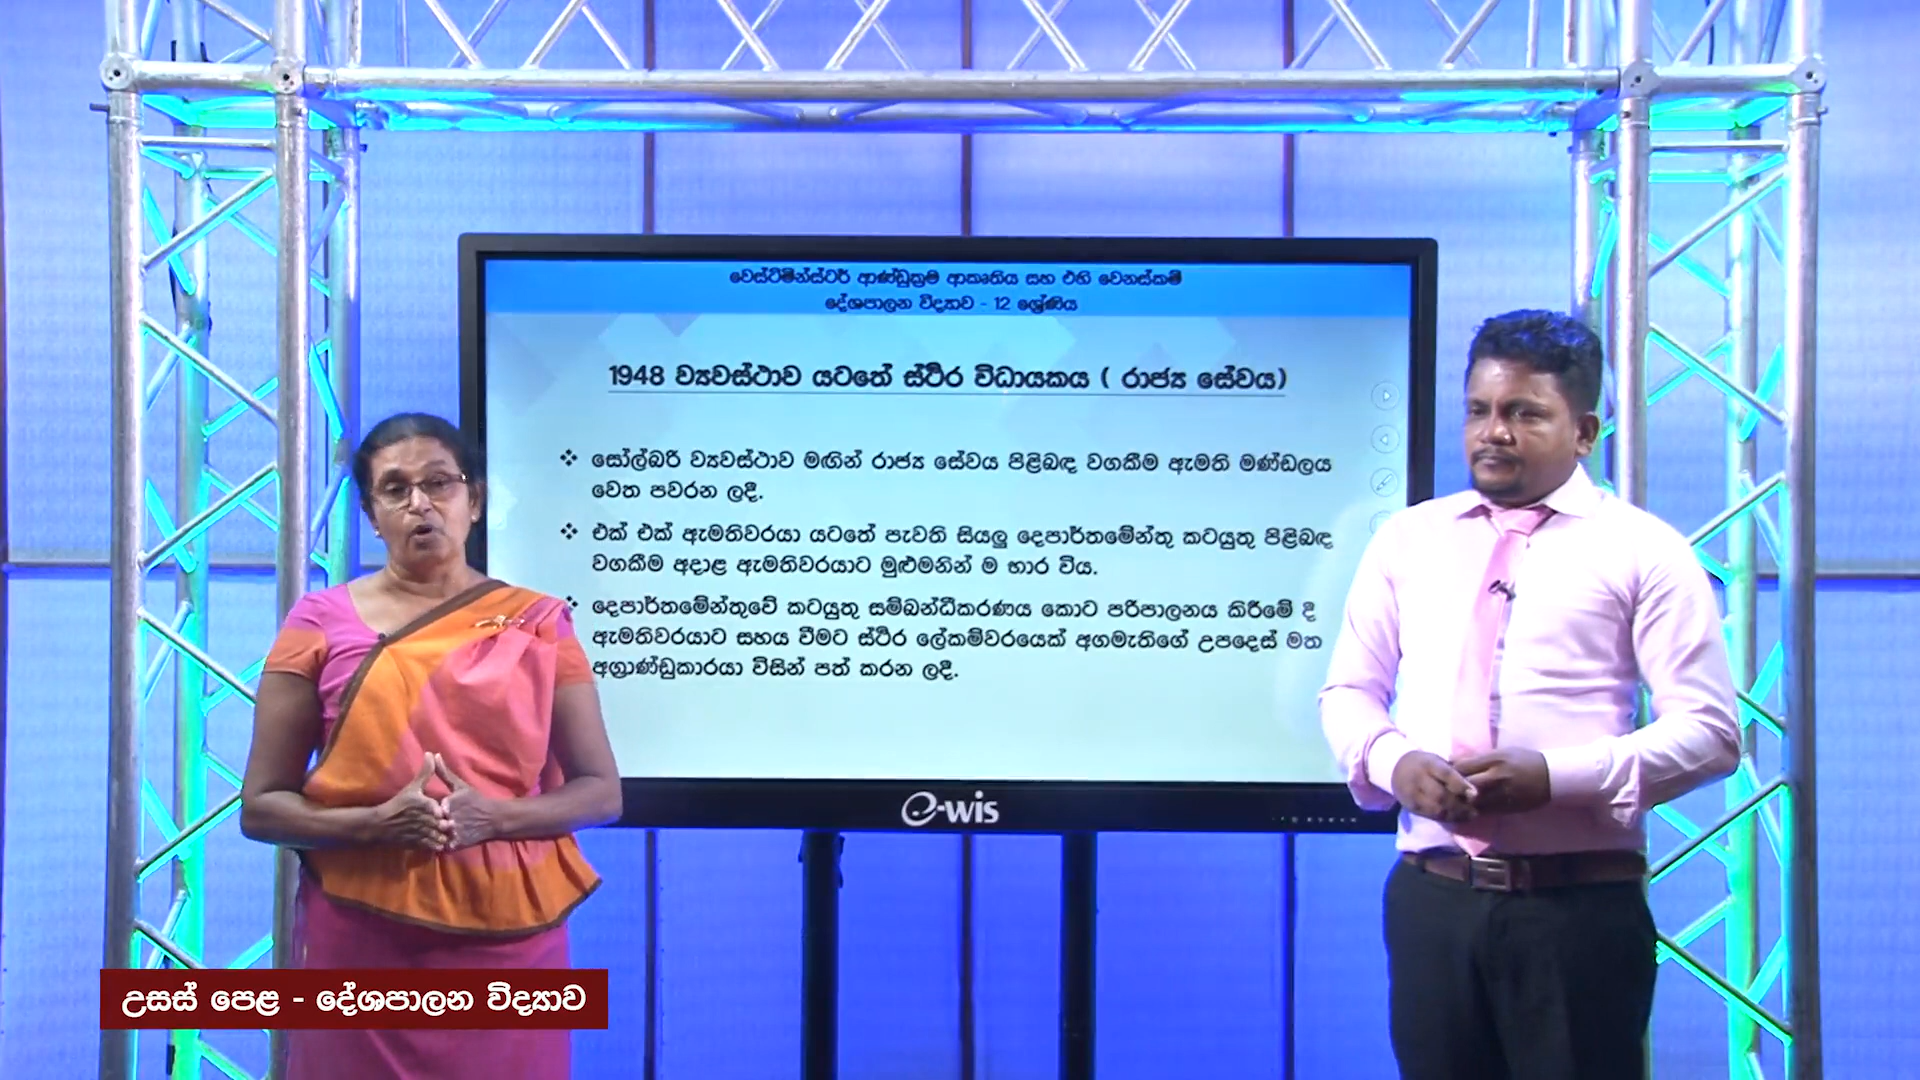 වෙස්ට්මින්ස්ටර් ආණ්ඩුක්‍රම ආකෘතිය සහ එහි වෙනස්කම්
දේශපාලන විද්‍යාව - 12 ශ්‍රේණිය
1948 ව්‍යවස්ථාව යටතේ ස්ථිර විධායකය ( රාජ්‍ය සේවය)
❖ සෝල්බරි ව්‍යවස්ථාව මඟින් රාජ්‍ය සේවය පිළිබඳ වගකීම ඇමති මණ්ඩලය
වෙත පවරන ලදී.
❖ එක් එක් ඇමතිවරයා යටතේ පැවති සියලු දෙපාර්තමේන්තු කටයුතු පිළිබඳ
වගකීම අදාළ ඇමතිවරයාට මුළුමනින් ම භාර විය.
❖ දෙපාර්තමේන්තුවේ කටයුතු සම්බන්ධීකරණය කොට පරිපාලනය කිරීමේ දී
ඇමතිවරයාට සහය වීමට ස්ථිර ලේකම්වරයෙක් අගමැතිගේ උපදෙස් මත
අග්‍රාණ්ඩුකාරයා විසින් පත් කරන ලදී.
e-wis
උසස් පෙළ - දේශපාලන විද්‍යාව